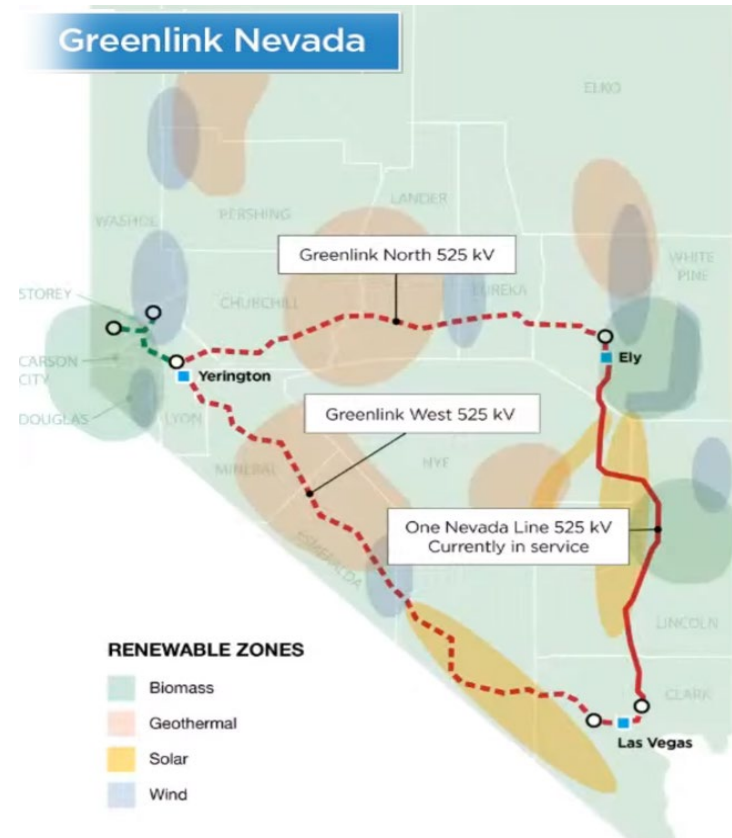 Greenlink Nevada
ELKO
LANDER
PERSHING
WASHOE
WHITE
PINE
Greenlink North 525 kV
STOREY
CHURCHILL
EUREKA
CARSON
CITY
Ely
Yerington
DOUGLAS
LYON
Greenlink West 525 kV
MINERAL
NYE
One Nevada Line 525 kV
Currently in service
ESMERALDA
LINCOLN
RENEWABLE ZONES
Biomass
CLARK
Geothermal
Las Vegas
Solar
Wind